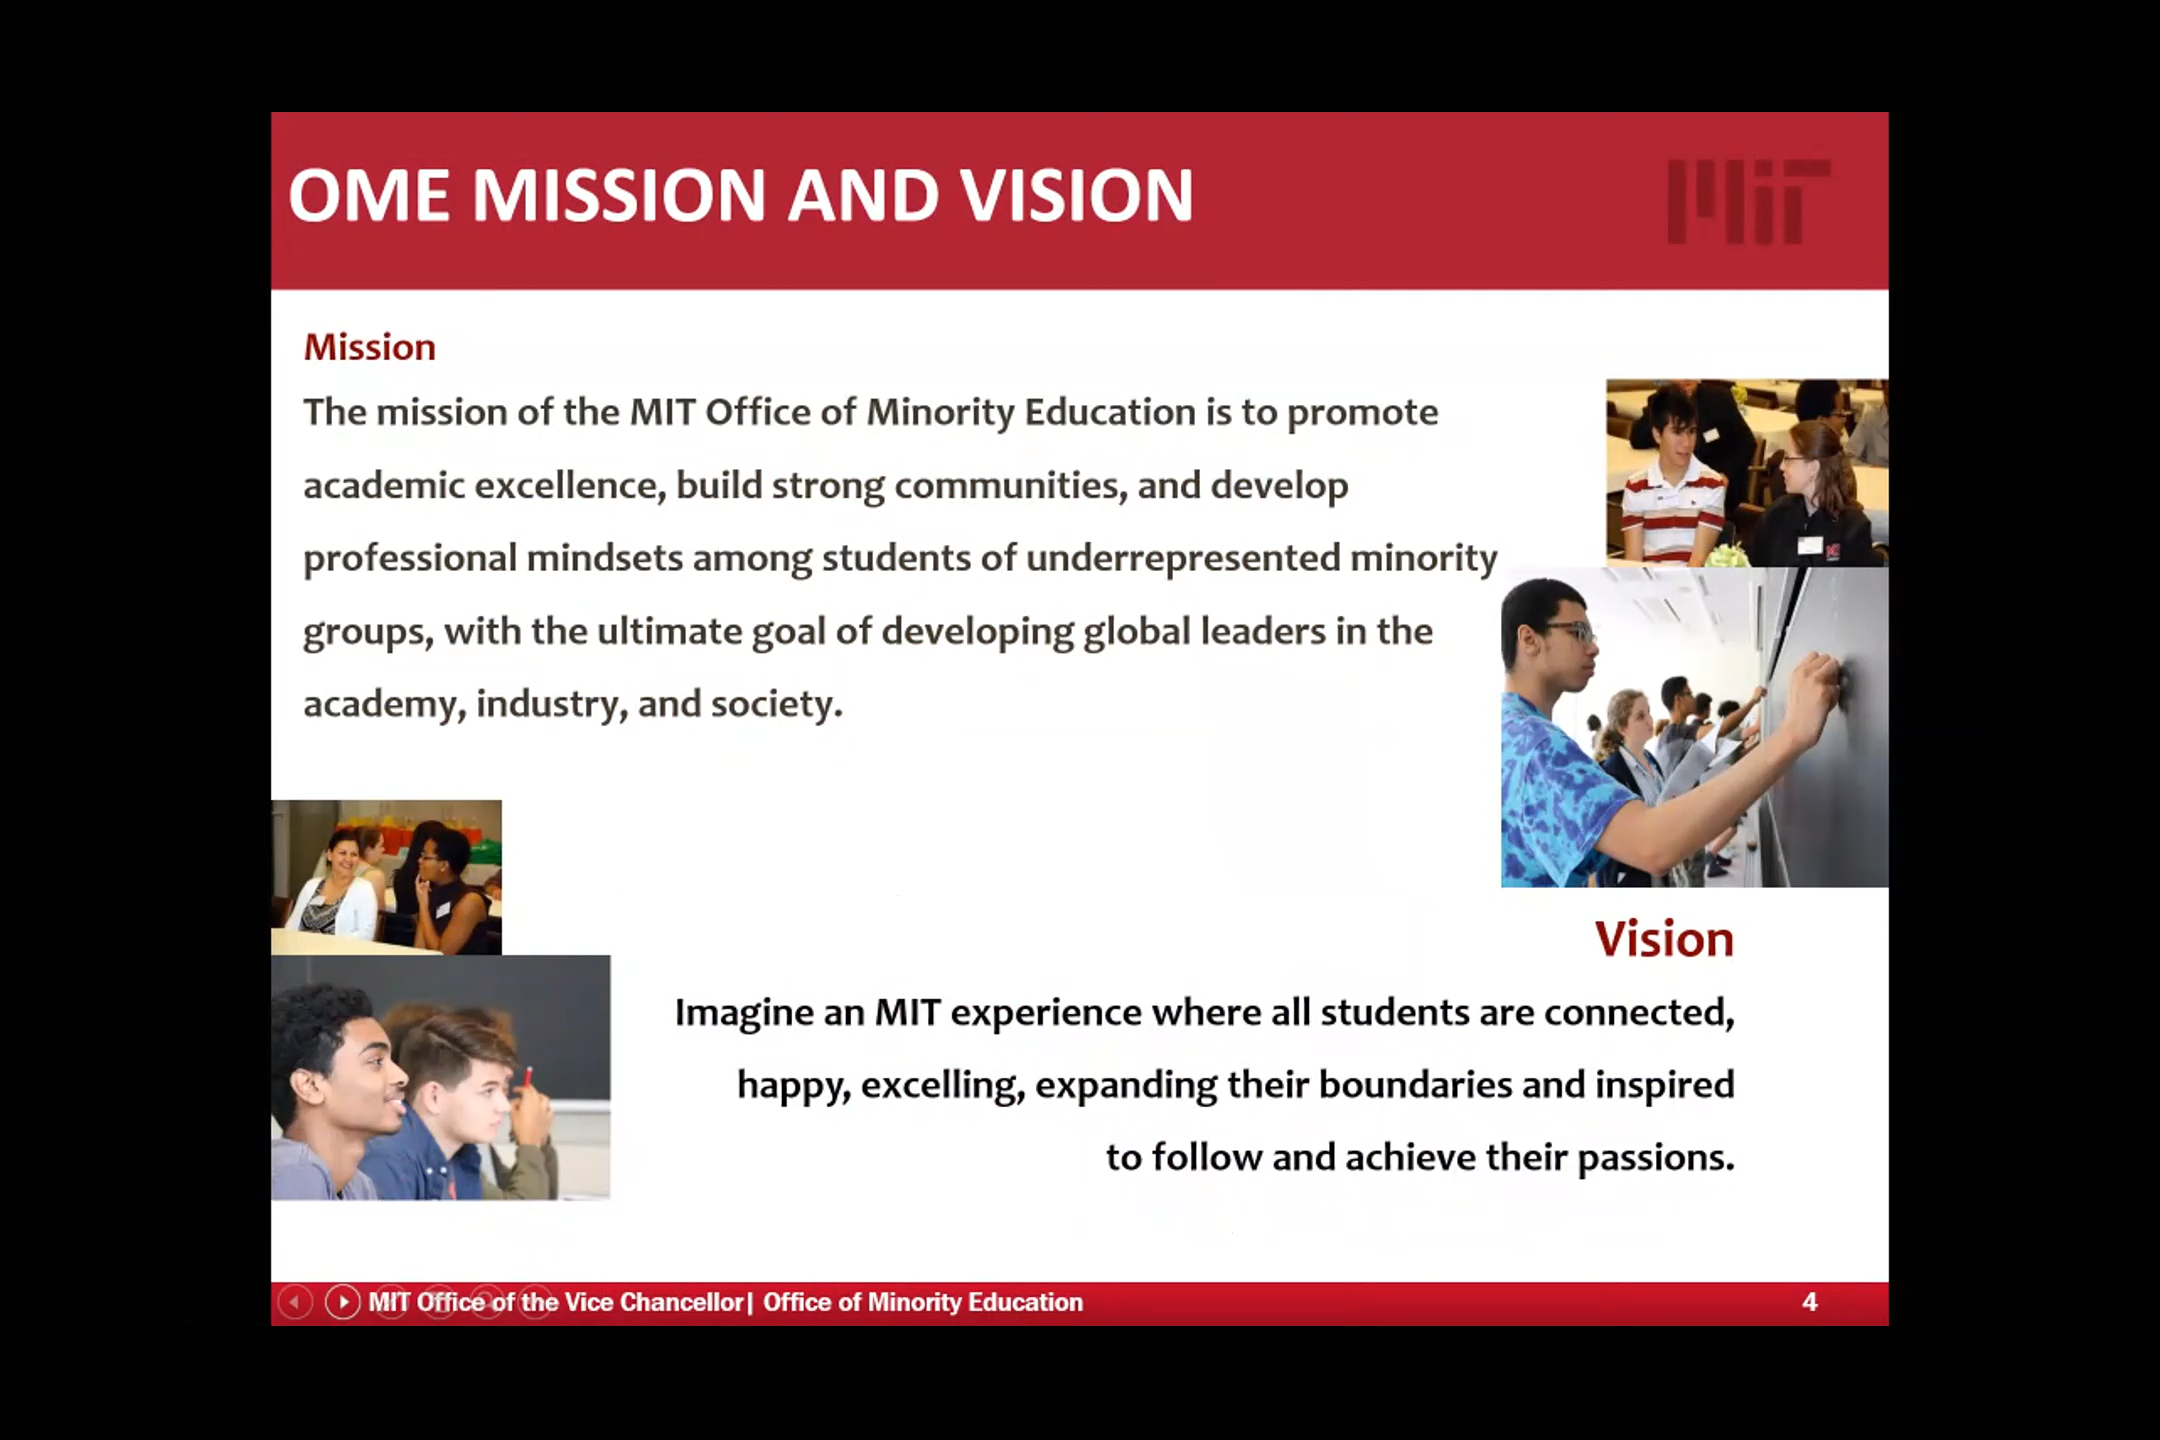 OME MISSION AND VISION
MIT
Mission
The mission of the MIT Office of Minority Education is to promote
academic excellence, build strong communities, and develop
professional mindsets among students of underrepresented minority
groups, with the ultimate goal of developing global leaders in the
academy, industry, and society.
Vision
Imagine an MIT experience where all students are connected,
happy, excelling, expanding their boundaries and inspired
to follow and achieve their passions.
MIT Office of the Vice Chancellor| Office of Minority Education
4